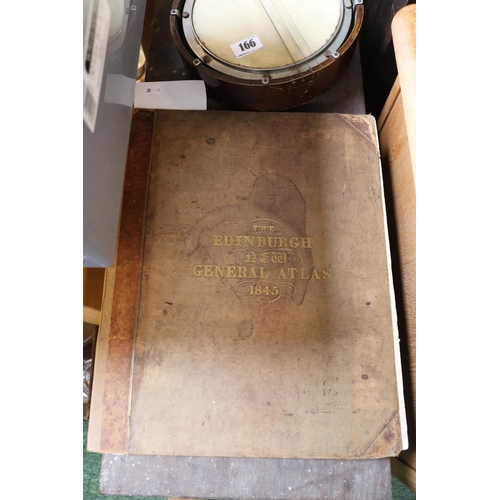 166
THE
EDINBURGH
NEW
GENERAL ATLAS
1845